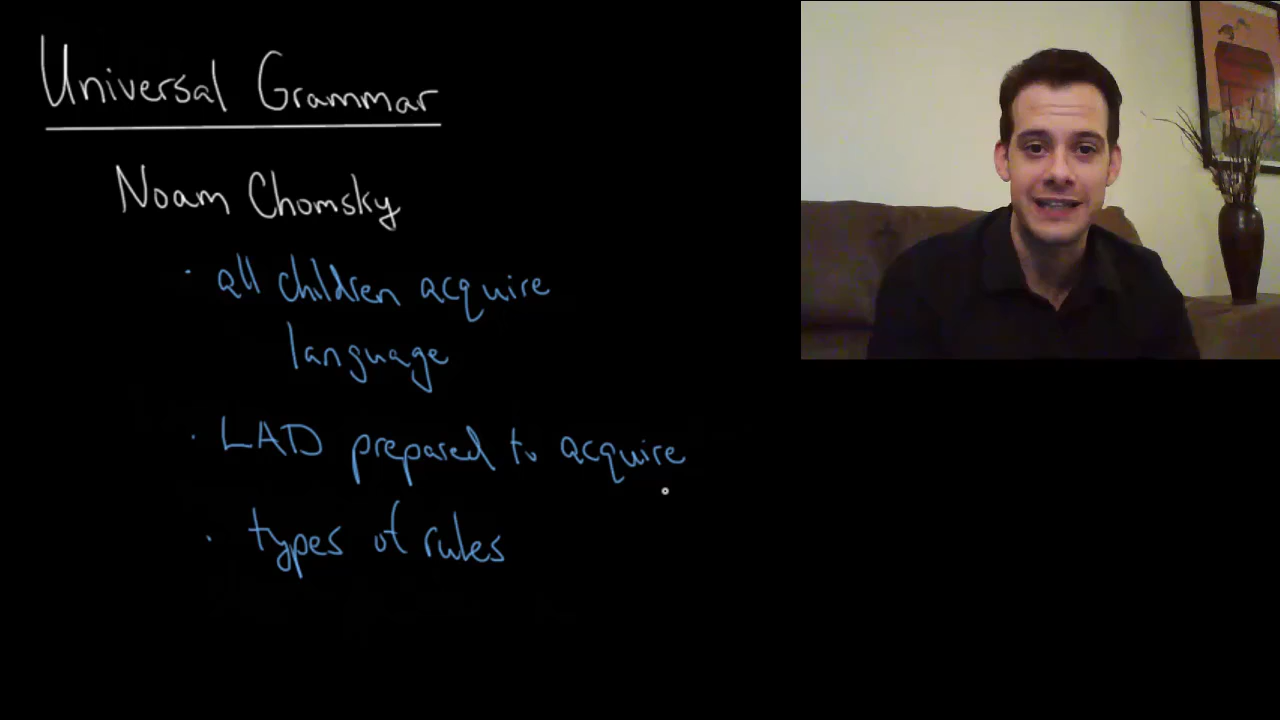 Universal Grammar
Noam Chomsky
· all children acquire
language
· LAD prepared to acquire
· types of rules